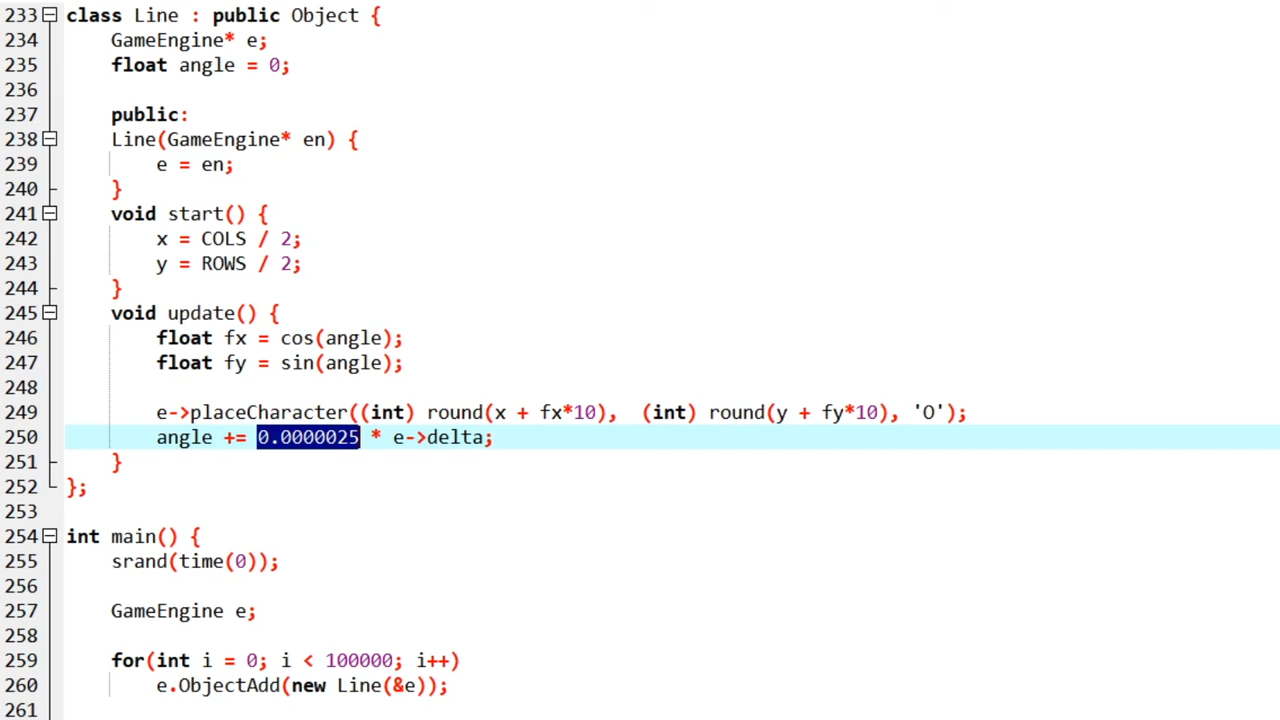 233 class Line : public Object {
234     GameEngine* e;
235     float angle = 0;
236
237     public:
238     Line(GameEngine* en) {
239         e = en;
240     }
241     void start() {
242         x = COLS / 2;
243         y = ROWS / 2;
244     }
245     void update() {
246         float fx = cos(angle);
247         float fy = sin(angle);
248
249         e->placeCharacter((int) round(x + fx*10),  (int) round(y + fy*10), 'O');
250         angle += 0.0000025 * e->delta;
251     }
252 };
253
254 int main() {
255     srand(time(0));
256
257     GameEngine e;
258
259     for(int i = 0; i < 100000; i++)
260         e.ObjectAdd(new Line(&e));
261